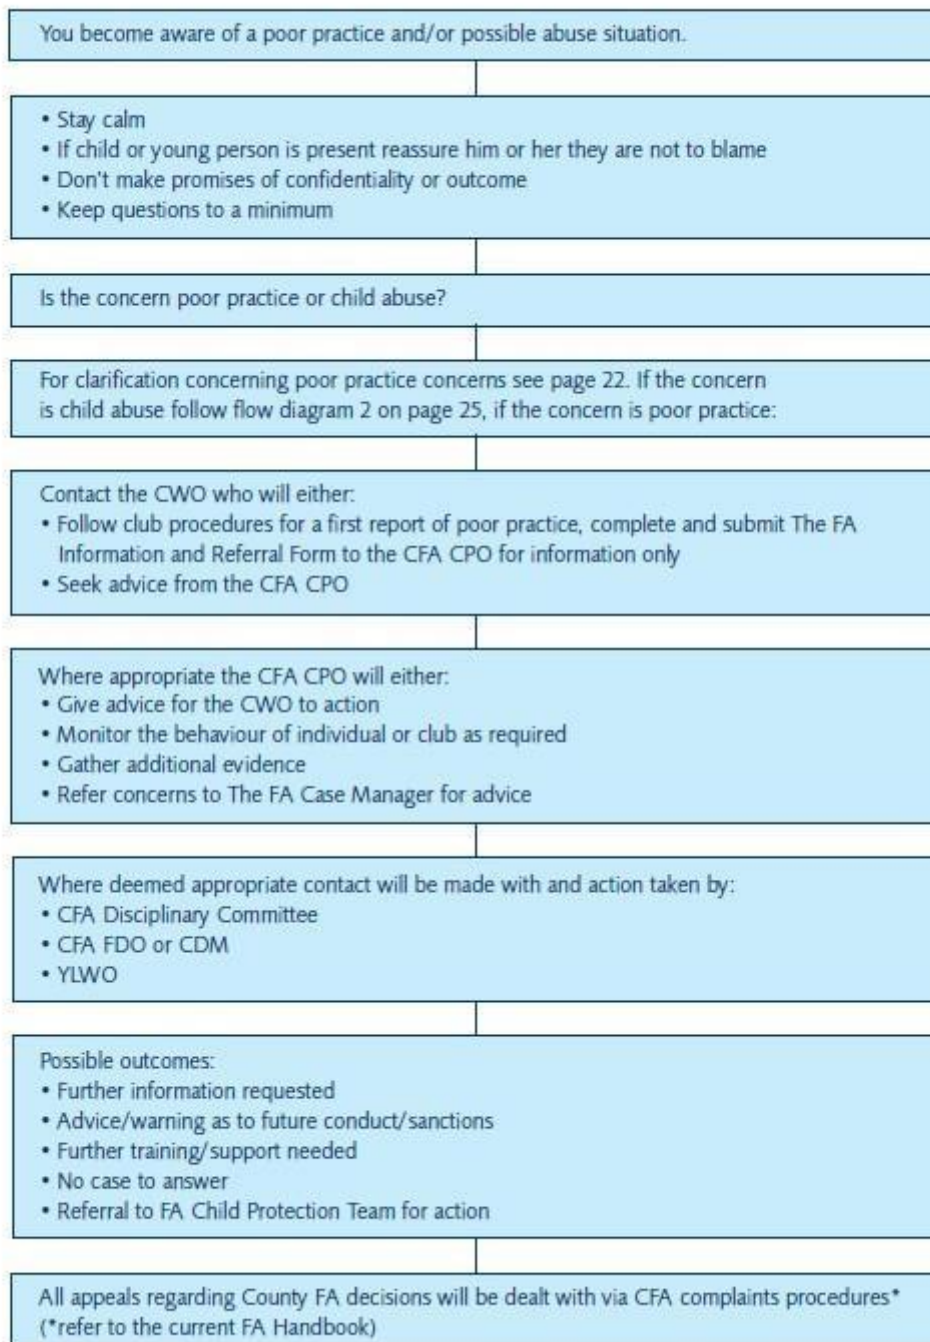 You become aware of a poor practice and/or possible abuse situation.
• Stay calm
• If child or young person is present reassure him or her they are not to blame
• Don't make promises of confidentiality or outcome
• Keep questions to a minimum
Is the concern poor practice or child abuse?
For clarification concerning poor practice concerns see page 22. If the concern
is child abuse follow flow diagram 2 on page 25, if the concern is poor practice:
Contact the CWO who will either:
• Follow club procedures for a first report of poor practice, complete and submit The FA
Information and Referral Form to the CFA CPO for information only
• Seek advice from the CFA CPO
Where appropriate the CFA CPO will either:
• Give advice for the CWO to action
• Monitor the behaviour of individual or club as required
• Gather additional evidence
• Refer concerns to The FA Case Manager for advice
Where deemed appropriate contact will be made with and action taken by:
• CFA Disciplinary Committee
• CFA FDO or CDM
• YLWO
Possible outcomes:
• Further information requested
• Advice/warning as to future conduct/sanctions
• Further training/support needed
• No case to answer
• Referral to FA Child Protection Team for action
All appeals regarding County FA decisions will be dealt with via CFA complaints procedures*
(*refer to the current FA Handbook)